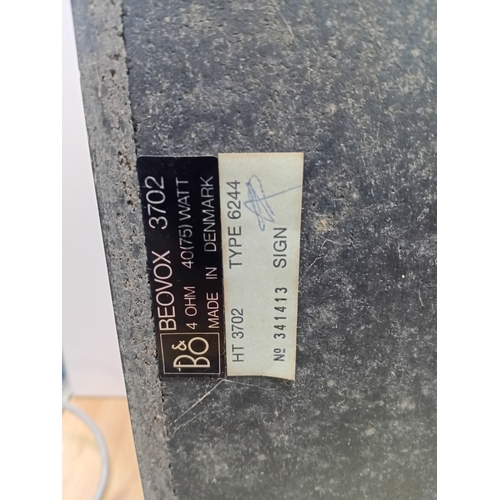 B&O
BEOVOX 3702
4 OHM 40(75) WATT
MADE IN DENMARK
HT 3702 TYPE 6244
№ 341413 SIGN